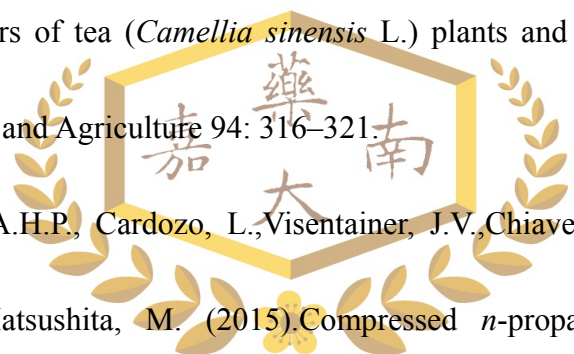 rs of tea (Camellia sinensis L.) plants and
and Agriculture 94: 316–321.
藥
嘉 南
大
A.H.P., Cardozo, L.,Visentainer, J.V.,Chiave
Matsushita, M. (2015).Compressed n-propa